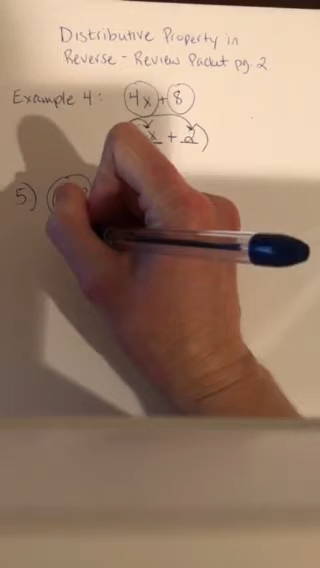 Distributive Property in
Reverse - Review Packet pg. 2
Example 4: 4x + 8
x + 2)
5)